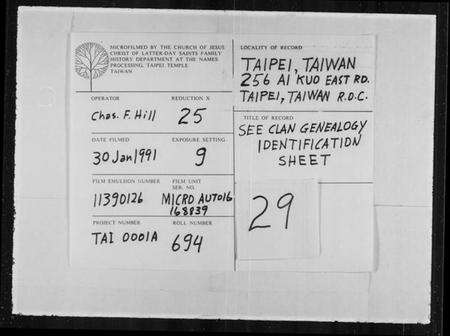 MICROFILMED BY THE CHURCH OF JESUS
CHRIST OF LATTER-DAY SAINTS FAMILY
HISTORY DEPARTMENT AT THE NAMES
PROCESSING, TAIPEI TEMPLE
TAIWAN
OPERATOR
REDUCTION X
Chas. F. Hill
25
DATE FILMED
EXPOSURE SETTING
30 Jan 1991
9
FILM EMULSION NUMBER
FILM UNIT
SER. NO.
11390126
MICRO AUTO16
168839
PROJECT NUMBER
ROLL NUMBER
TAI 0001A
694
LOCALITY OF RECORD
TAIPEI, TAIWAN
256 AI KUO EAST RD.
TAIPEI, TAIWAN R.O.C.
TITLE OF RECORD
SEE CLAN GENEALOGY
IDENTIFICATION
SHEET
29